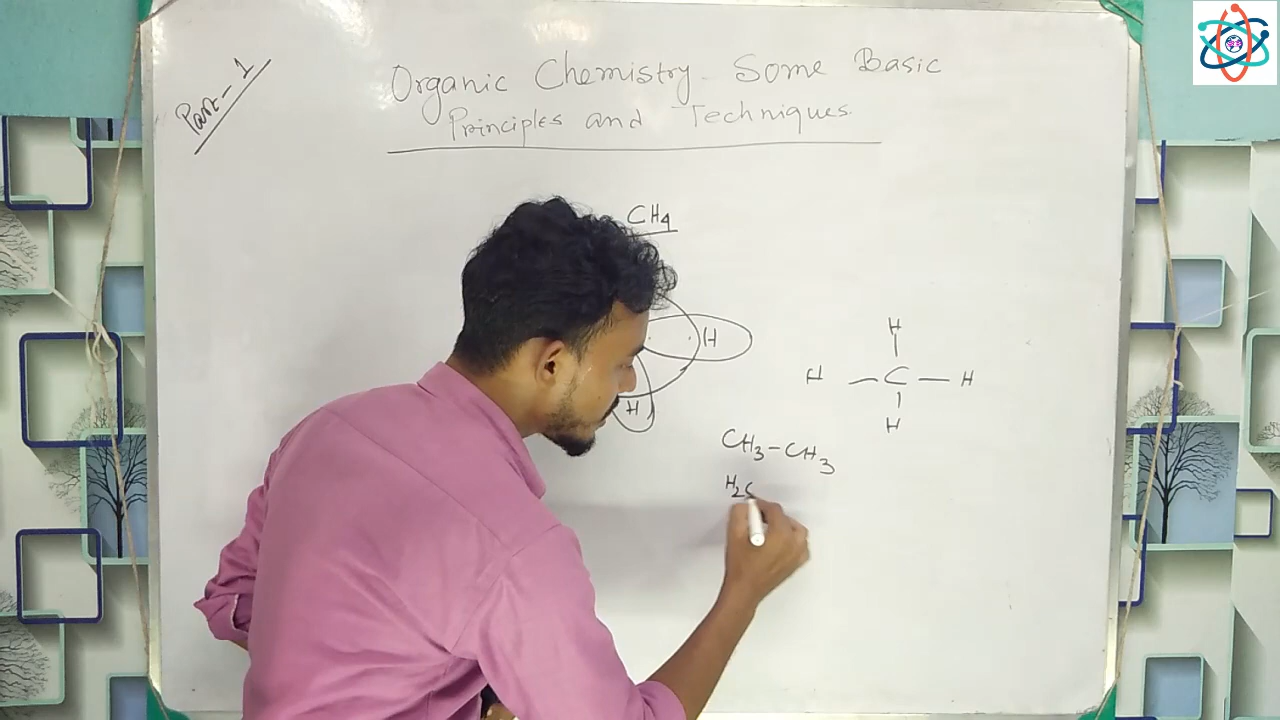 Part-1
Organic Chemistry - Some Basic
Principles and Techniques.
CH4
H
H
H
H - C - H
H
CH3-CH3
H2C